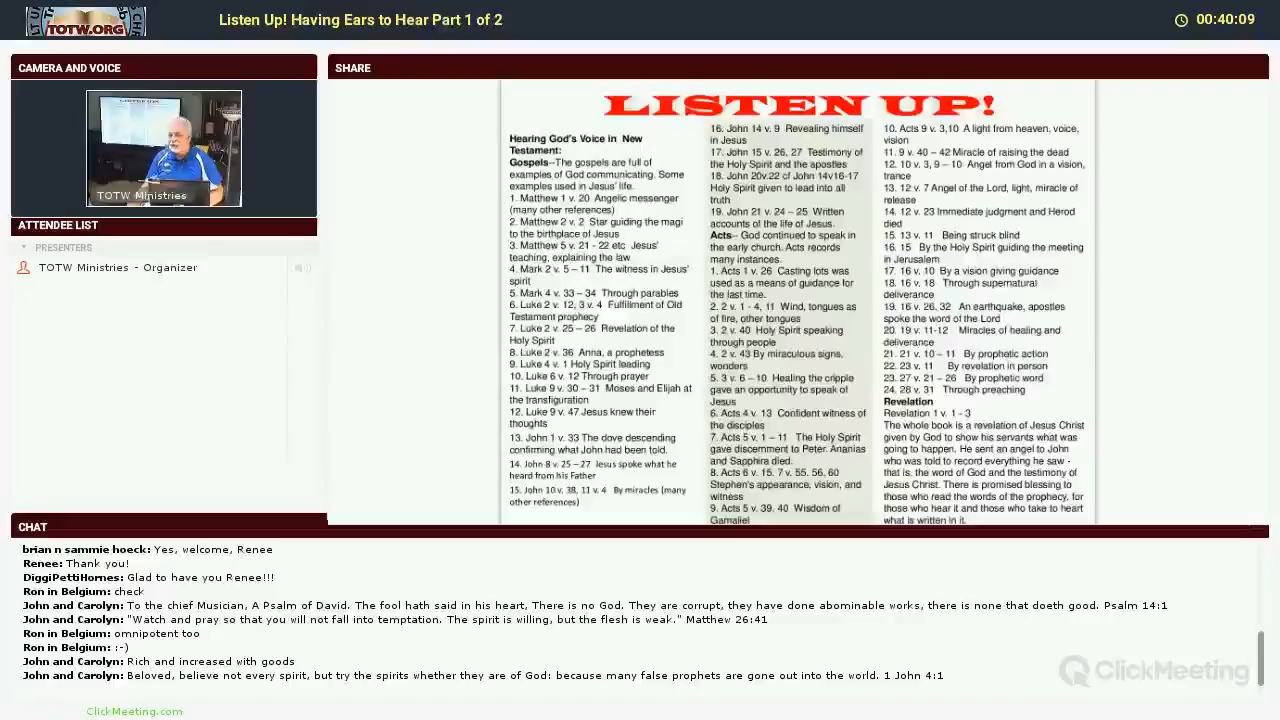 TOTW.ORG
Listen Up! Having Ears to Hear Part 1 of 2
00:40:09
CAMERA AND VOICE
TOTW Ministries
ATTENDEE LIST
PRESENTERS
TOTW Ministries - Organizer
SHARE
LISTEN UP!
Hearing God's Voice in New
Testament:
Gospels--The gospels are full of
examples of God communicating. Some
examples used in Jesus' life.
1. Matthew 1 v. 20 Angelic messenger
(many other references)
2. Matthew 2 v. 2 Star guiding the magi
to the birthplace of Jesus
3. Matthew 5 v. 21 - 22 etc Jesus'
teaching, explaining the law
4. Mark 2 v. 5 – 11 The witness in Jesus'
spirit
5. Mark 4 v. 33 – 34 Through parables
6. Luke 2 v. 12, 3 v. 4 Fulfillment of Old
Testament prophecy
7. Luke 2 v. 25 – 26 Revelation of the
Holy Spirit
8. Luke 2 v. 36 Anna, a prophetess
9. Luke 4 v. 1 Holy Spirit leading
10. Luke 6 v. 12 Through prayer
11. Luke 9 v. 30 – 31 Moses and Elijah at
the transfiguration
12. Luke 9 v. 47 Jesus knew their
thoughts
13. John 1 v. 33 The dove descending
confirming what John had been told.
14. John 8 v. 25 – 27 Jesus spoke what he
heard from his Father
15. John 10 v. 38, 11 v. 4 By miracles (many
other references)
16. John 14 v. 9 Revealing himself
in Jesus
17. John 15 v. 26, 27 Testimony of
the Holy Spirit and the apostles
18. John 20v.22 cf John 14v16-17
Holy Spirit given to lead into all
truth
19. John 21 v. 24 – 25 Written
accounts of the life of Jesus.
Acts-- God continued to speak in
the early church. Acts records
many instances.
1. Acts 1 v. 26 Casting lots was
used as a means of guidance for
the last time.
2. 2 v. 1 - 4, 11 Wind, tongues as
of fire, other tongues
3. 2 v. 40 Holy Spirit speaking
through people
4. 2 v. 43 By miraculous signs,
wonders
5. 3 v. 6 – 10 Healing the cripple
gave an opportunity to speak of
Jesus
6. Acts 4 v. 13 Confident witness of
the disciples
7. Acts 5 v. 1 – 11 The Holy Spirit
gave discernment to Peter. Ananias
and Sapphira died.
8. Acts 6 v. 15. 7 v. 55, 56, 60
Stephen's appearance, vision, and
witness
9. Acts 5 v. 39. 40 Wisdom of
Gamaliel
10. Acts 9 v. 3,10 A light from heaven, voice,
vision
11. 9 v. 40 – 42 Miracle of raising the dead
12. 10 v. 3, 9 – 10 Angel from God in a vision,
trance
13. 12 v. 7 Angel of the Lord, light, miracle of
release
14. 12 v. 23 Immediate judgment and Herod
died
15. 13 v. 11 Being struck blind
16. 15 By the Holy Spirit guiding the meeting
in Jerusalem
17. 16 v. 10 By a vision giving guidance
18. 16 v. 18 Through supernatural
deliverance
19. 16 v. 26, 32 An earthquake, apostles
spoke the word of the Lord
20. 19 v. 11-12 Miracles of healing and
deliverance
21. 21 v. 10 – 11 By prophetic action
22. 23 v. 11 By revelation in person
23. 27 v. 21 – 26 By prophetic word
24. 28 v. 31 Through preaching
Revelation
Revelation 1 v. 1 - 3
The whole book is a revelation of Jesus Christ
given by God to show his servants what was
going to happen. He sent an angel to John
who was told to record everything he saw -
that is, the word of God and the testimony of
Jesus Christ. There is promised blessing to
those who read the words of the prophecy, for
those who hear it and those who take to heart
what is written in it.
CHAT
brian n sammie hoeck: Yes, welcome, Renee
Renee: Thank you!
DiggiPettiHornes: Glad to have you Renee!!!
Ron in Belgium: check
John and Carolyn: To the chief Musician, A Psalm of David. The fool hath said in his heart, There is no God. They are corrupt, they have done abominable works, there is none that doeth good. Psalm 14:1
John and Carolyn: "Watch and pray so that you will not fall into temptation. The spirit is willing, but the flesh is weak." Matthew 26:41
Ron in Belgium: omnipotent too
Ron in Belgium: :-)
John and Carolyn: Rich and increased with goods
John and Carolyn: Beloved, believe not every spirit, but try the spirits whether they are of God: because many false prophets are gone out into the world. 1 John 4:1
ClickMeeting
ClickMeeting.com